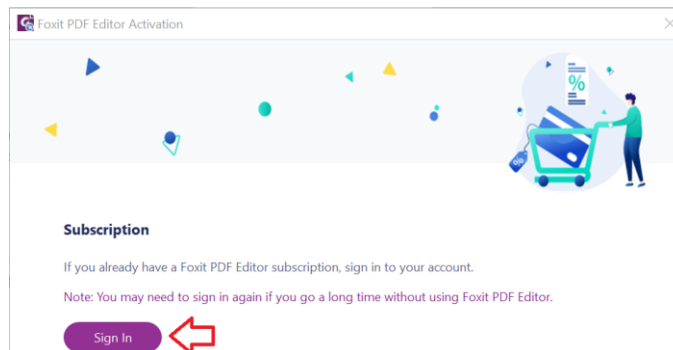 Foxit PDF Editor Activation
%
Subscription
If you already have a Foxit PDF Editor subscription, sign in to your account.
Note: You may need to sign in again if you go a long time without using Foxit PDF Editor.
Sign In